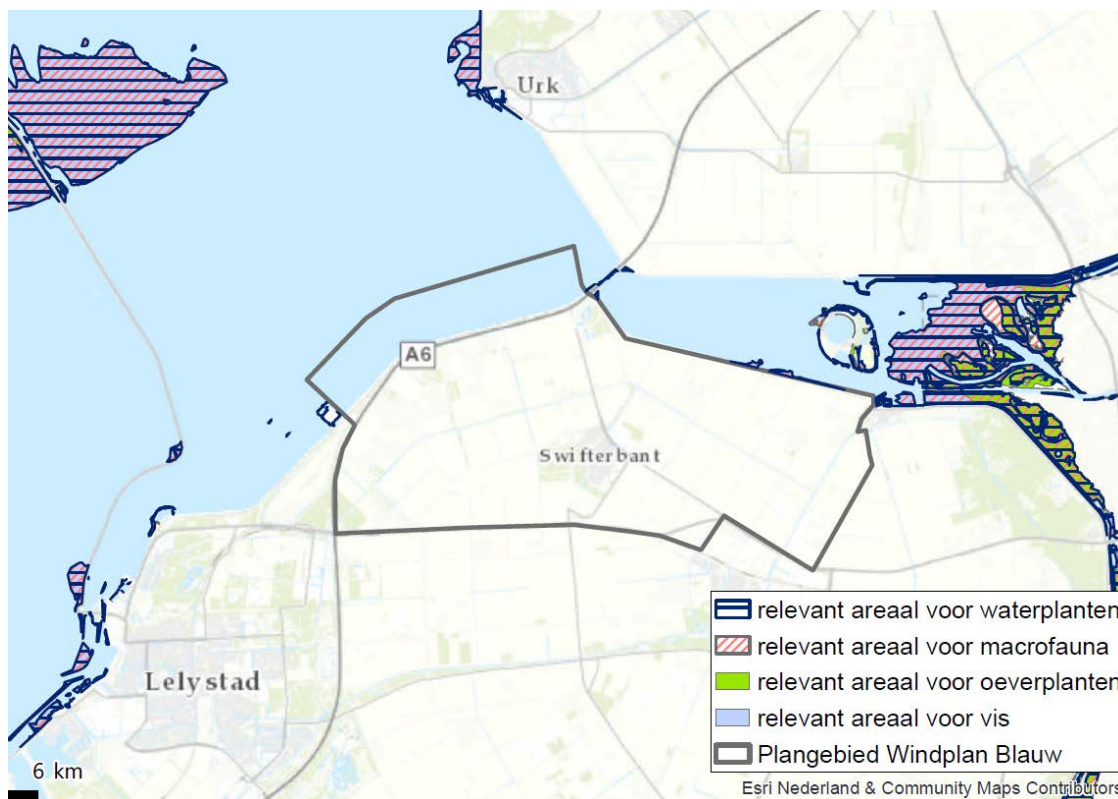 Urk
A6
Swifterbant
Lelystad
relevant areaal voor waterplanten
relevant areaal voor macrofauna
relevant areaal voor oeverplanten
relevant areaal voor vis
Plangebied Windplan Blauw
6 km
Esri Nederland & Community Maps Contributors